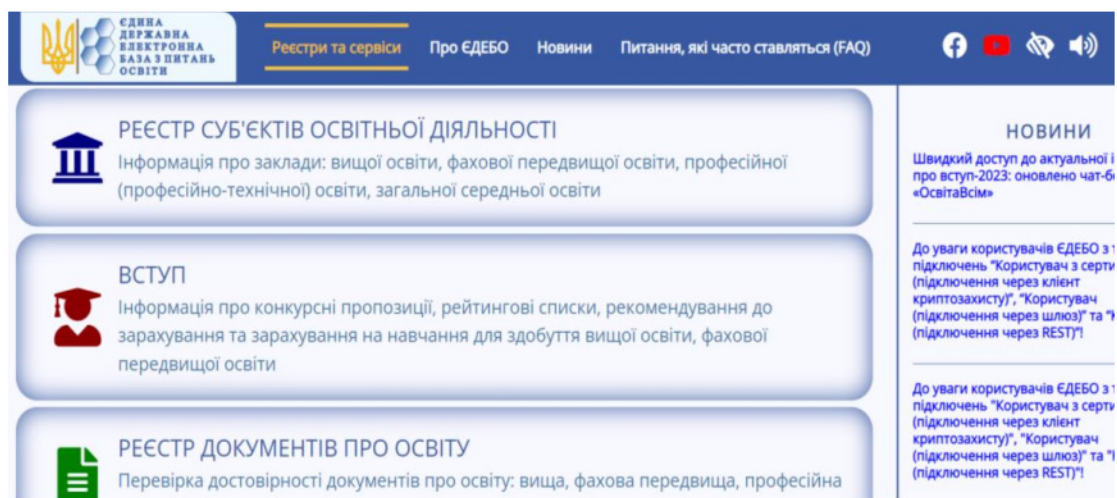 ЄДИНА
ДЕРЖАВНА
ЕЛЕКТРОННА
БАЗА З ПИТАНЬ
ОСВІТИ
Реєстри та сервіси Про ЄДЕБО Новини Питання, які часто ставляться (FAQ)
РЕЄСТР СУБ'ЄКТІВ ОСВІТНЬОЇ ДІЯЛЬНОСТІ
Інформація про заклади: вищої освіти, фахової передвищої освіти, професійної
(професійно-технічної) освіти, загальної середньої освіти
ВСТУП
Інформація про конкурсні пропозиції, рейтингові списки, рекомендування до
зарахування та зарахування на навчання для здобуття вищої освіти, фахової
передвищої освіти
РЕЄСТР ДОКУМЕНТІВ ПРО ОСВІТУ
Перевірка достовірності документів про освіту: вища, фахова передвища, професійна
НОВИНИ
Швидкий доступ до актуальної
про вступ-2023: оновлено
«ОсвітаВсім»
До уваги користувачів ЄДЕБО з
підключень "Користувач з
(підключення через клієнт
криптозахисту)", "Користувач
(підключення через шлюз)" та
(підключення через REST)"!
До уваги користувачів ЄДЕБО з
підключень "Користувач з
(підключення через клієнт
криптозахисту)", "Користувач
(підключення через шлюз)" та
(підключення через REST)"!